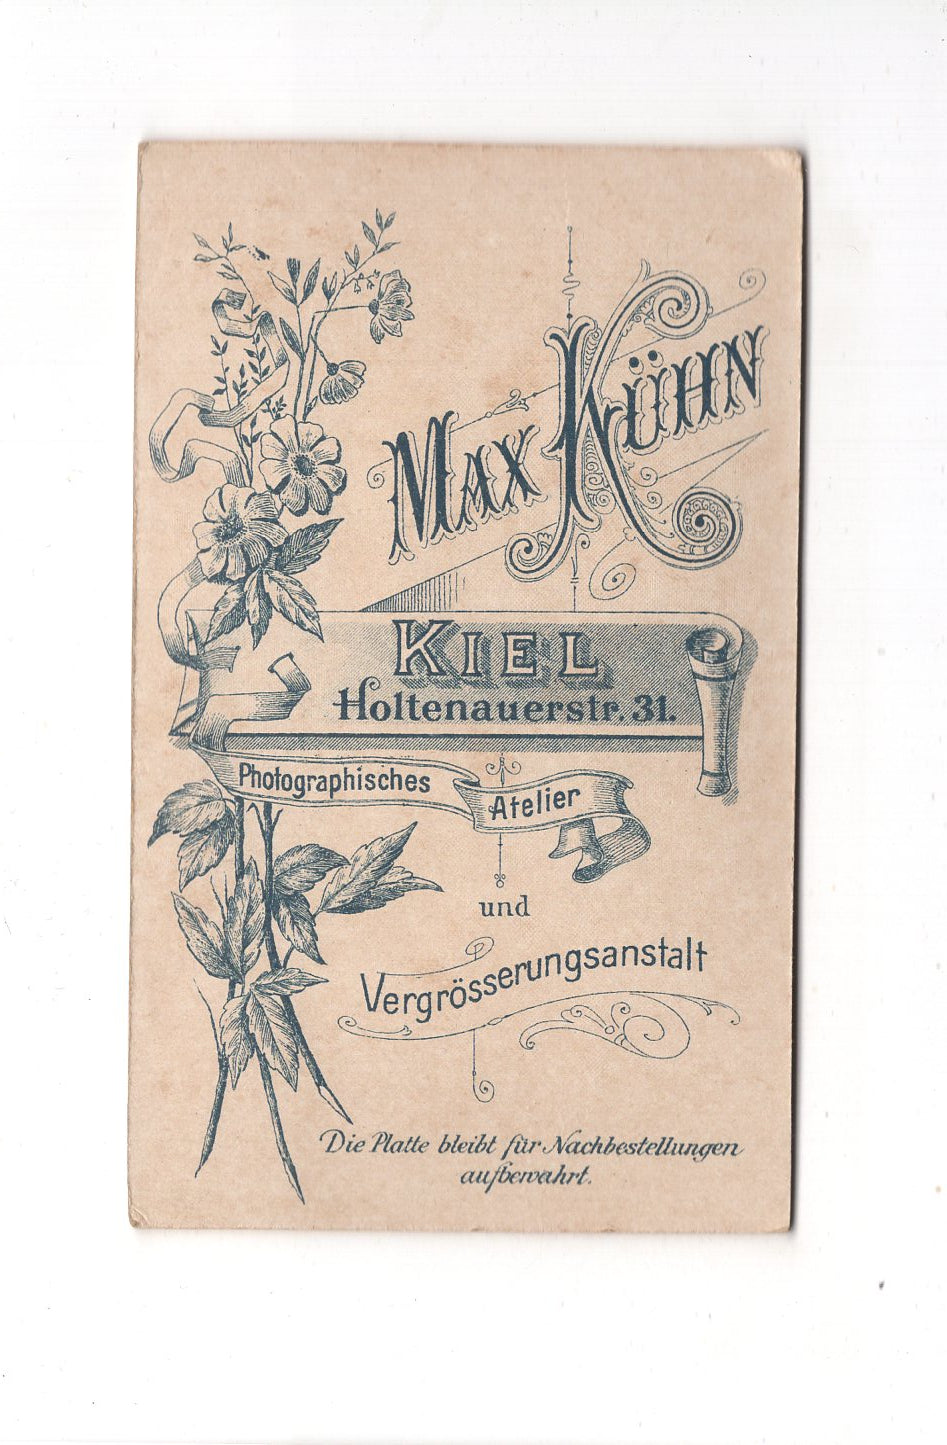 MAX KÜHN
KIEL
Holtenauerstr. 31.
Photographisches
Atelier
und
Vergrösserungsanstalt
Die Platte bleibt für Nachbestellungen
aufbewahrt.